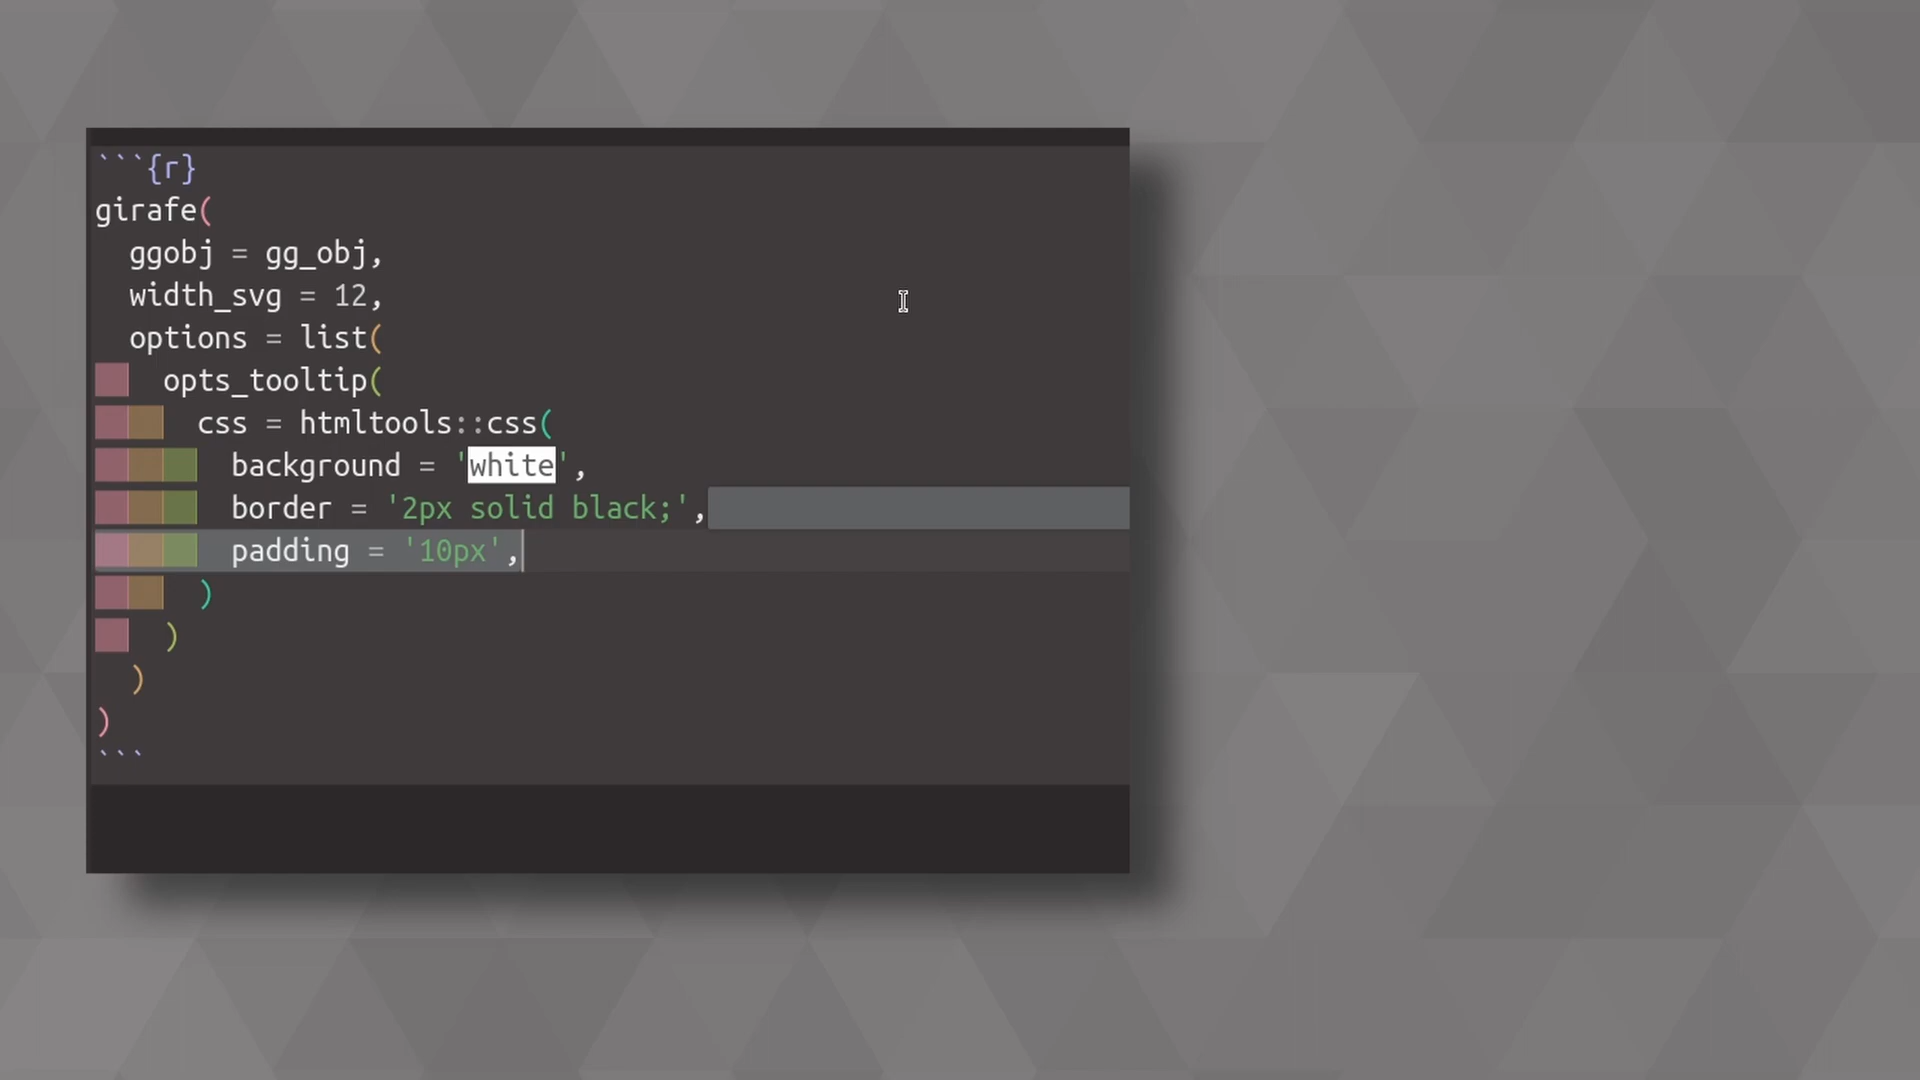 ```{r}
girafe(
  ggobj = gg_obj,
  width_svg = 12,
  options = list(
    opts_tooltip(
      css = htmltools::css(
        background = 'white',
        border = '2px solid black;',
        padding = '10px',
      )
    )
  )
)
```